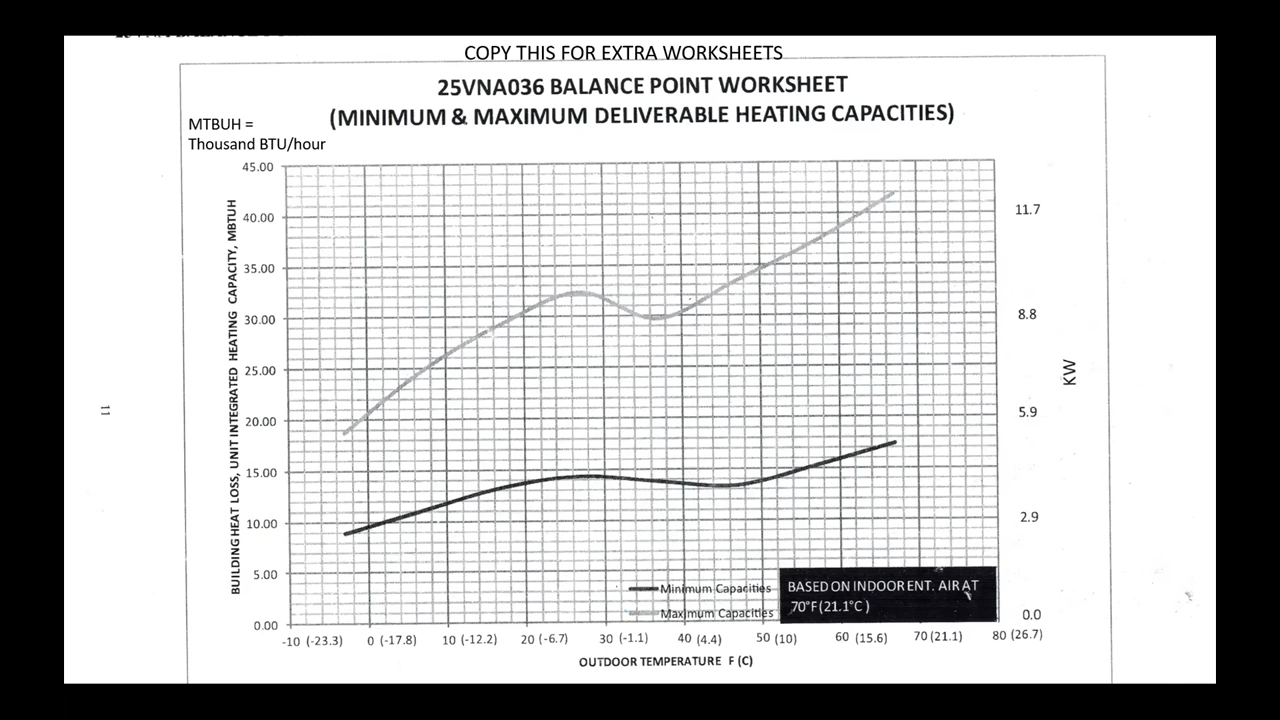 COPY THIS FOR EXTRA WORKSHEETS
25VNA036 BALANCE POINT WORKSHEET
(MINIMUM & MAXIMUM DELIVERABLE HEATING CAPACITIES)
MTBUH =
Thousand BTU/hour
BUILDING HEAT LOSS, UNIT INTEGRATED HEATING CAPACITY, MBTUH
45.00
40.00
35.00
30.00
25.00
20.00
15.00
10.00
5.00
0.00
11.7
8.8
5.9
2.9
0.0
KW
11
Minimum Capacities
Maximum Capacities
BASED ON INDOOR ENT. AIR AT
70°F (21.1°C )
-10 (-23.3) 0 (-17.8) 10 (-12.2) 20 (-6.7) 30 (-1.1) 40 (4.4) 50 (10) 60 (15.6) 70 (21.1) 80 (26.7)
OUTDOOR TEMPERATURE F (C)